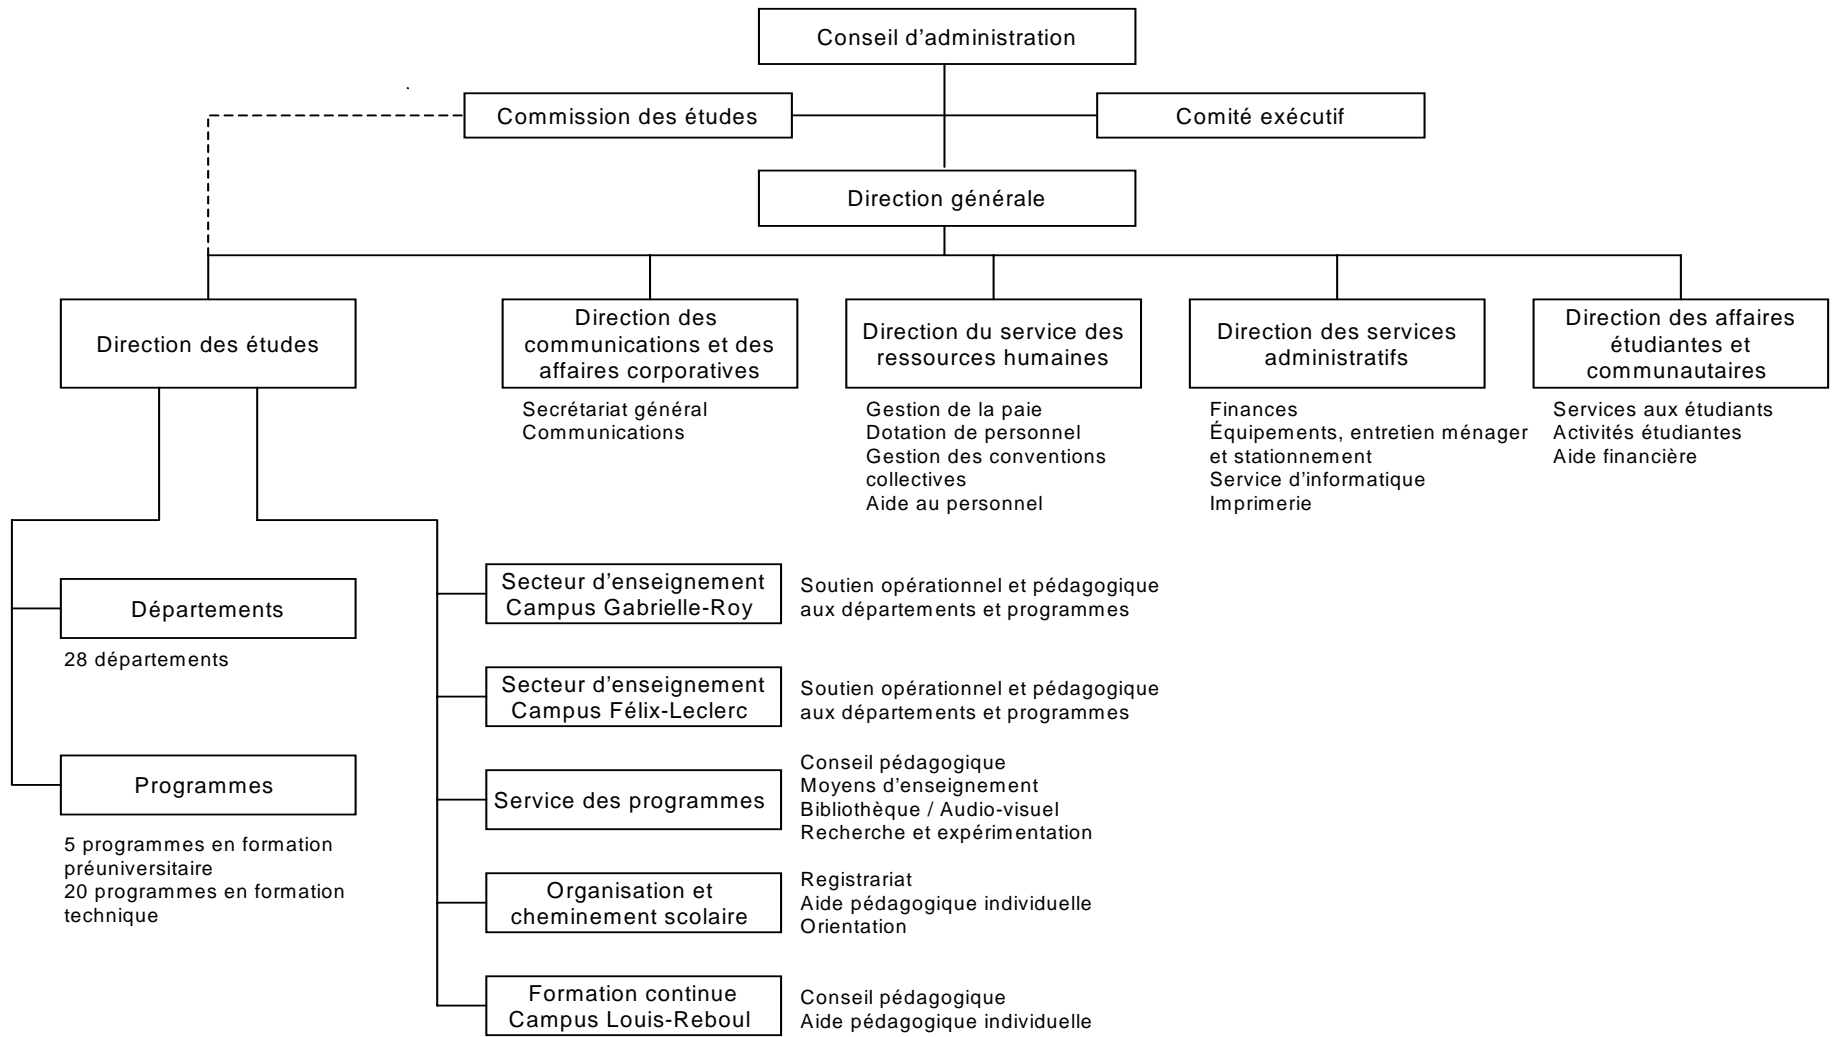 Conseil d'administration
Commission des études
Comité exécutif
Direction générale
Direction des études
Direction des
communications et des
affaires corporatives
Secrétariat général
Communications
Direction du service des
ressources humaines
Gestion de la paie
Dotation de personnel
Gestion des conventions
collectives
Aide au personnel
Direction des services
administratifs
Finances
Équipements, entretien ménager
et stationnement
Service d'informatique
Imprimerie
Direction des affaires
étudiantes et
communautaires
Services aux étudiants
Activités étudiantes
Aide financière
Départements
28 départements
Programmes
5 programmes en formation
préuniversitaire
20 programmes en formation
technique
Secteur d'enseignement
Campus Gabrielle-Roy
Soutien opérationnel et pédagogique
aux départements et programmes
Secteur d'enseignement
Campus Félix-Leclerc
Soutien opérationnel et pédagogique
aux départements et programmes
Service des programmes
Conseil pédagogique
Moyens d'enseignement
Bibliothèque / Audio-visuel
Recherche et expérimentation
Organisation et
cheminement scolaire
Registrariat
Aide pédagogique individuelle
Orientation
Formation continue
Campus Louis-Reboul
Conseil pédagogique
Aide pédagogique individuelle